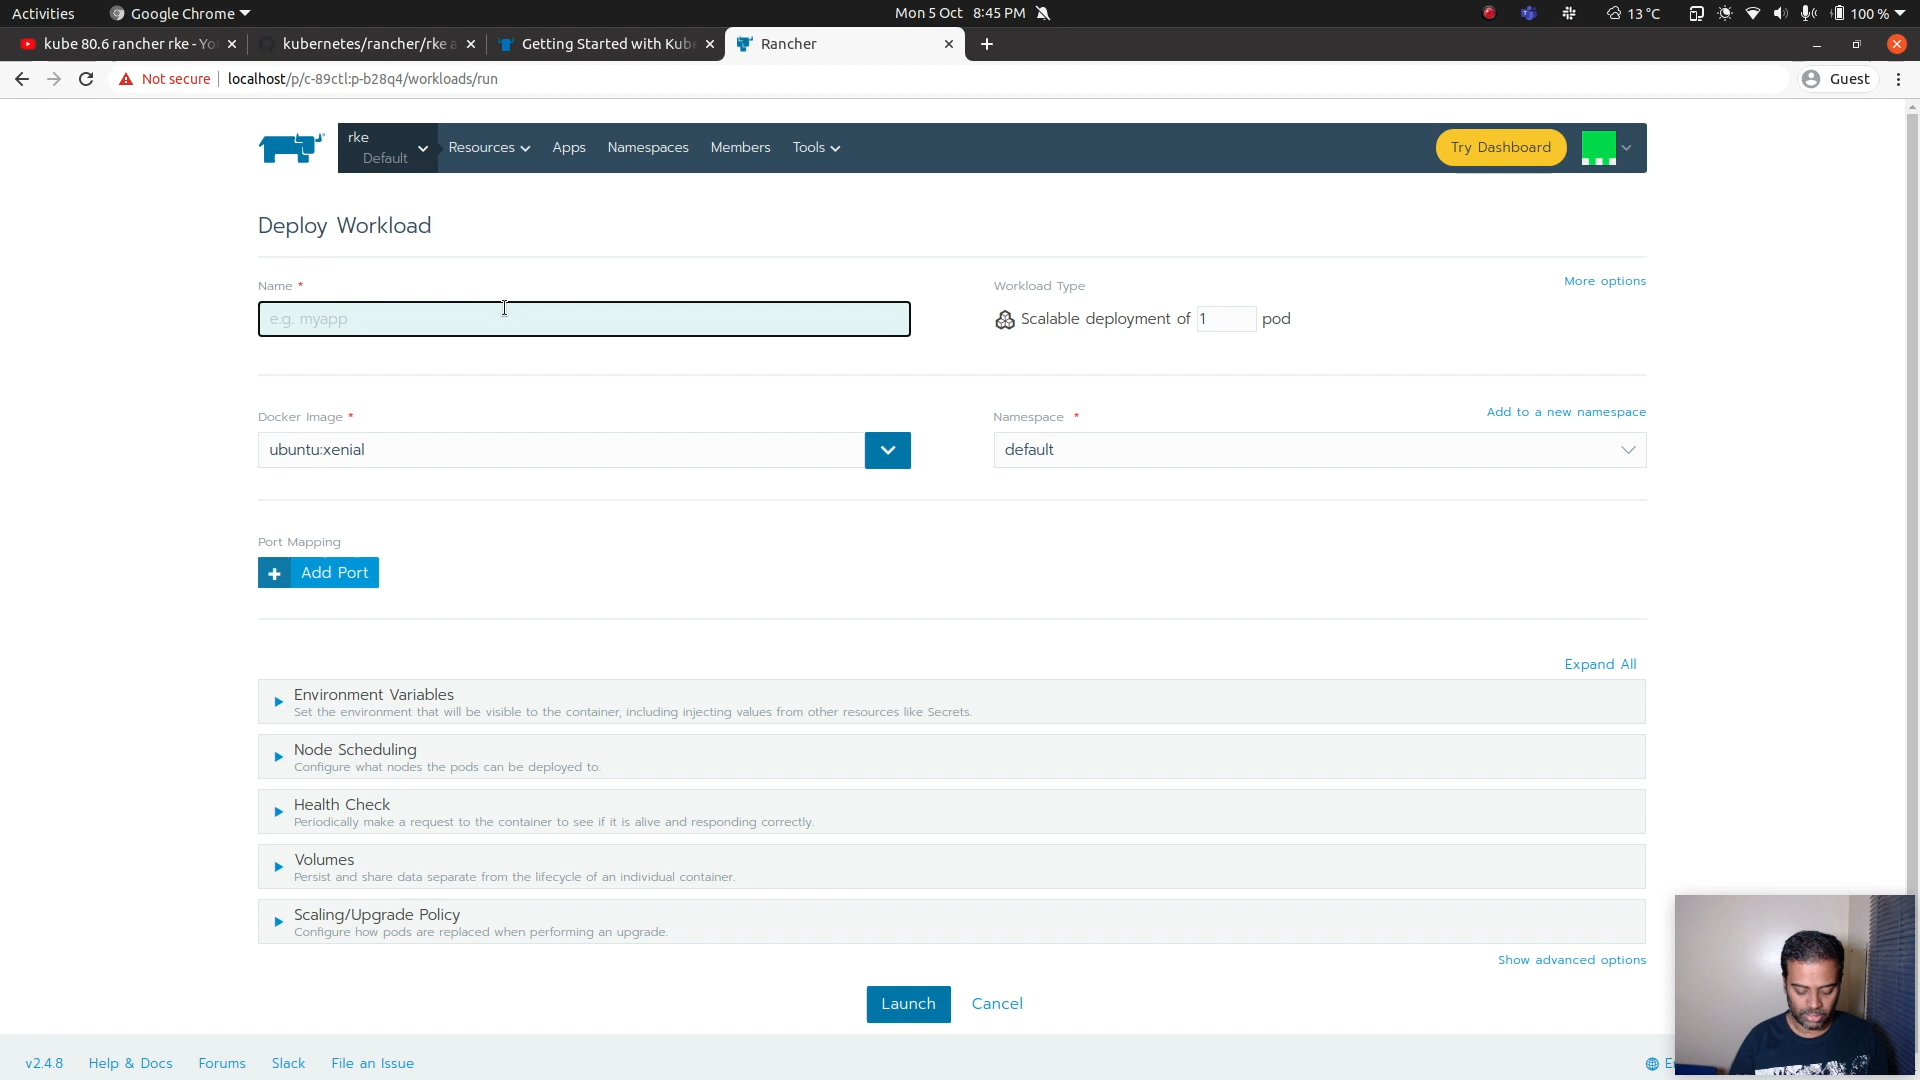 Activities Google Chrome Mon 5 Oct 8:45 PM 13°C 100 %
kube 80.6 rancher rke - Yo kubernetes/rancher/rke a Getting Started with Kube Rancher
Not secure localhost/p/c-89ctl:p-b28q4/workloads/run Guest
rke
Default
Resources Apps Namespaces Members Tools Try Dashboard
Deploy Workload
Name * Workload Type More options
e.g. myapp Scalable deployment of 1 pod
Docker Image * Namespace * Add to a new namespace
ubuntu:xenial default
Port Mapping
+ Add Port
Expand All
Environment Variables
Set the environment that will be visible to the container, including injecting values from other resources like Secrets.
Node Scheduling
Configure what nodes the pods can be deployed to.
Health Check
Periodically make a request to the container to see if it is alive and responding correctly.
Volumes
Persist and share data separate from the lifecycle of an individual container.
Scaling/Upgrade Policy
Configure how pods are replaced when performing an upgrade.
Show advanced options
Launch Cancel
v2.4.8 Help & Docs Forums Slack File an Issue